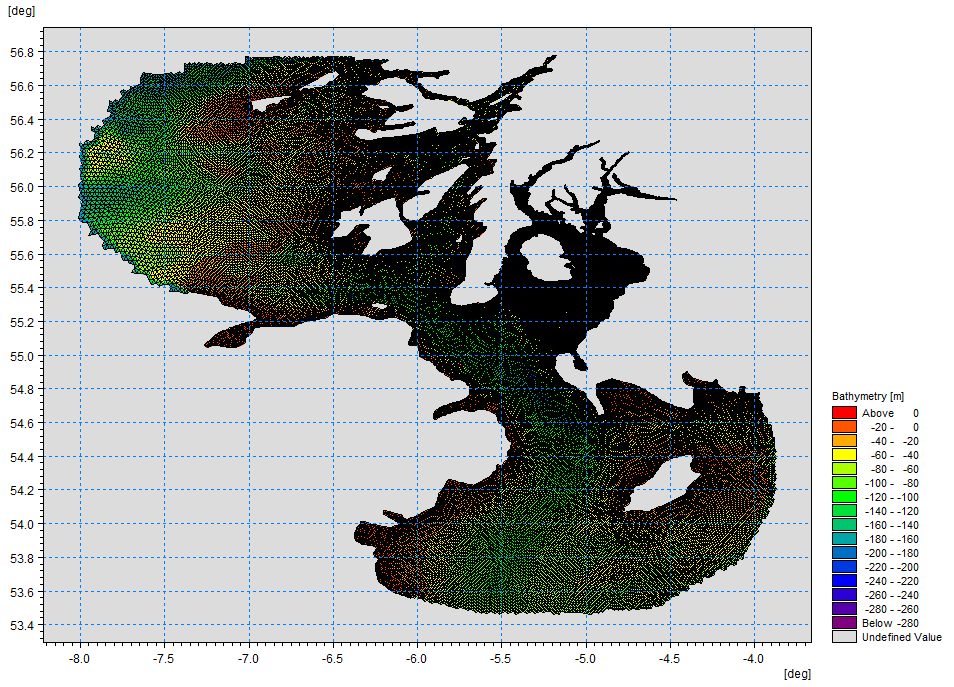 [deg]
56.8
56.6
56.4
56.2
56.0
55.8
55.6
55.4
55.2
55.0
54.8
54.6
54.4
54.2
54.0
53.8
53.6
53.4
-8.0 -7.5 -7.0 -6.5 -6.0 -5.5 -5.0 -4.5 -4.0
[deg]
Bathymetry [m]
Above 0
-20 - 0
-40 - -20
-60 - -40
-80 - -60
-100 - -80
-120 - -100
-140 - -120
-160 - -140
-180 - -160
-200 - -180
-220 - -200
-240 - -220
-260 - -240
-280 - -260
Below -280
Undefined Value